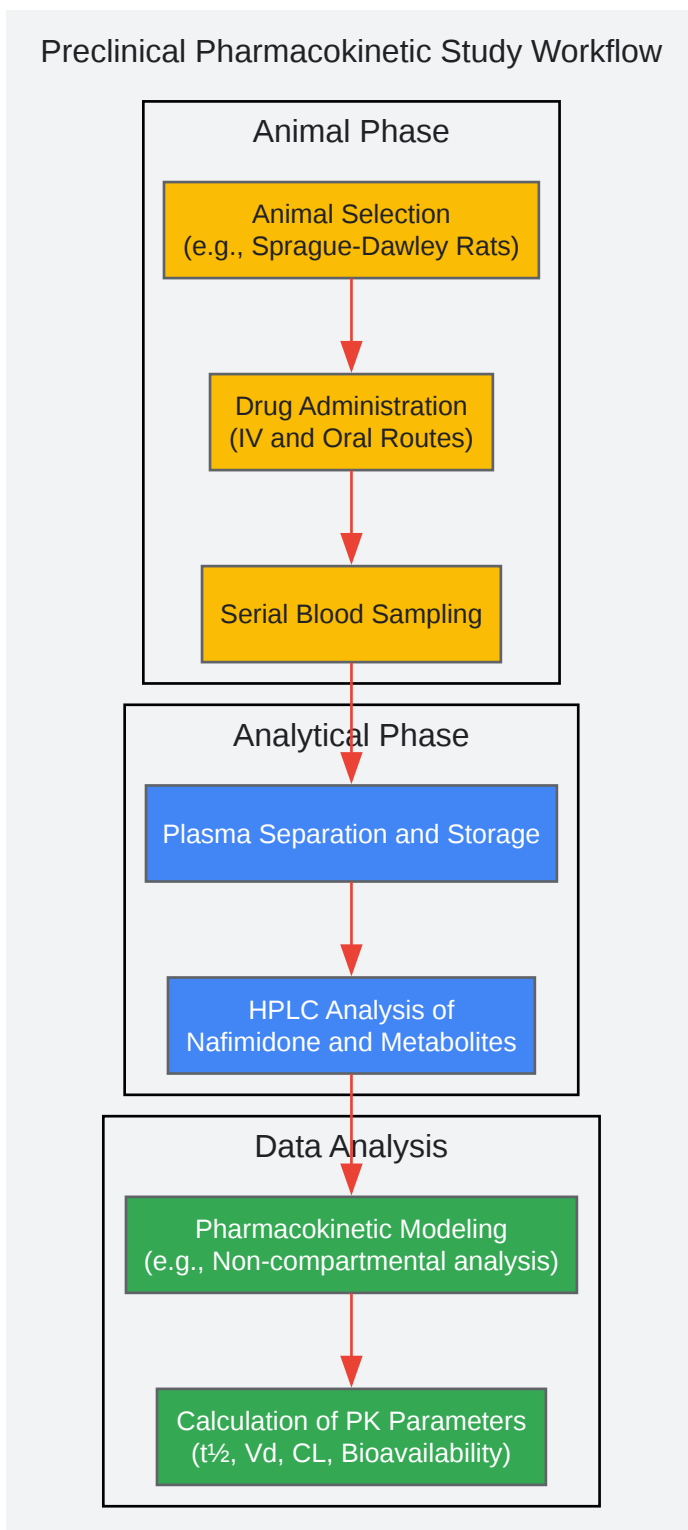 Preclinical Pharmacokinetic Study Workflow
Animal Phase
Animal Selection
(e.g., Sprague-Dawley Rats)
Drug Administration
(IV and Oral Routes)
Serial Blood Sampling
Analytical Phase
Plasma Separation and Storage
HPLC Analysis of
Nafimidone and Metabolites
Data Analysis
Pharmacokinetic Modeling
(e.g., Non-compartmental analysis)
Calculation of PK Parameters
(t½, Vd, CL, Bioavailability)